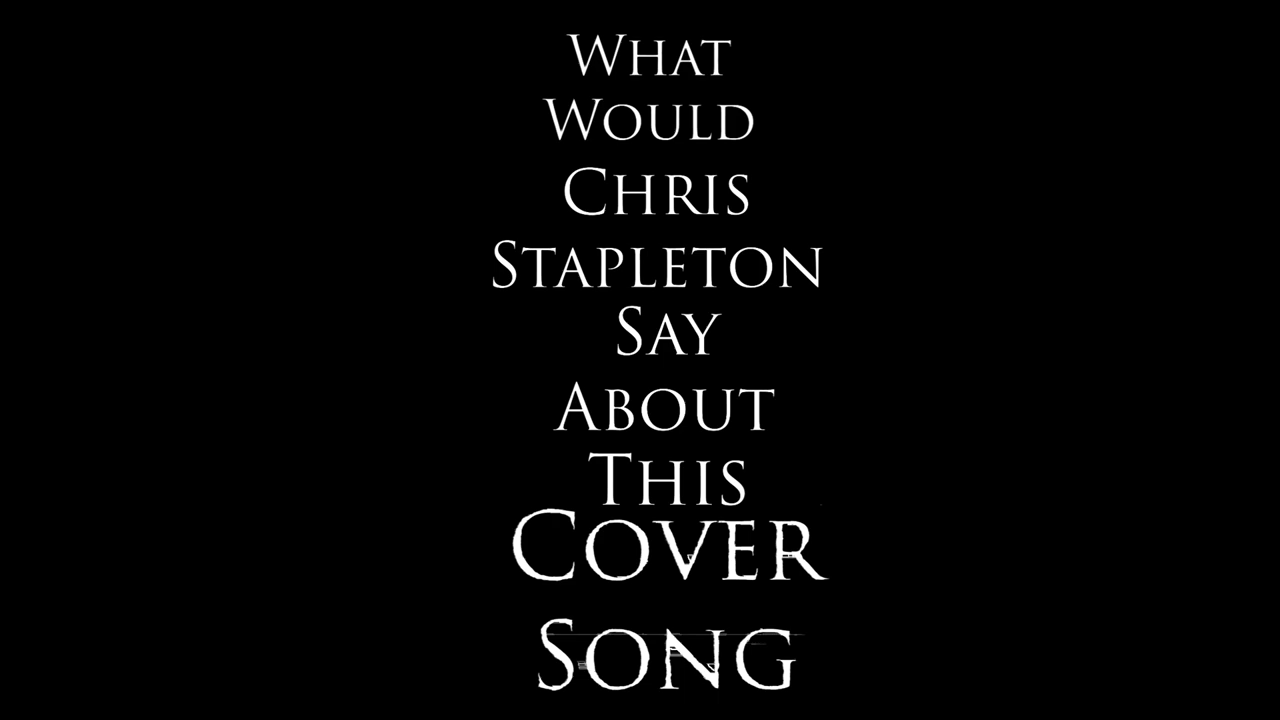 What
Would
Chris
Stapleton
Say
About
This
Cover
Song